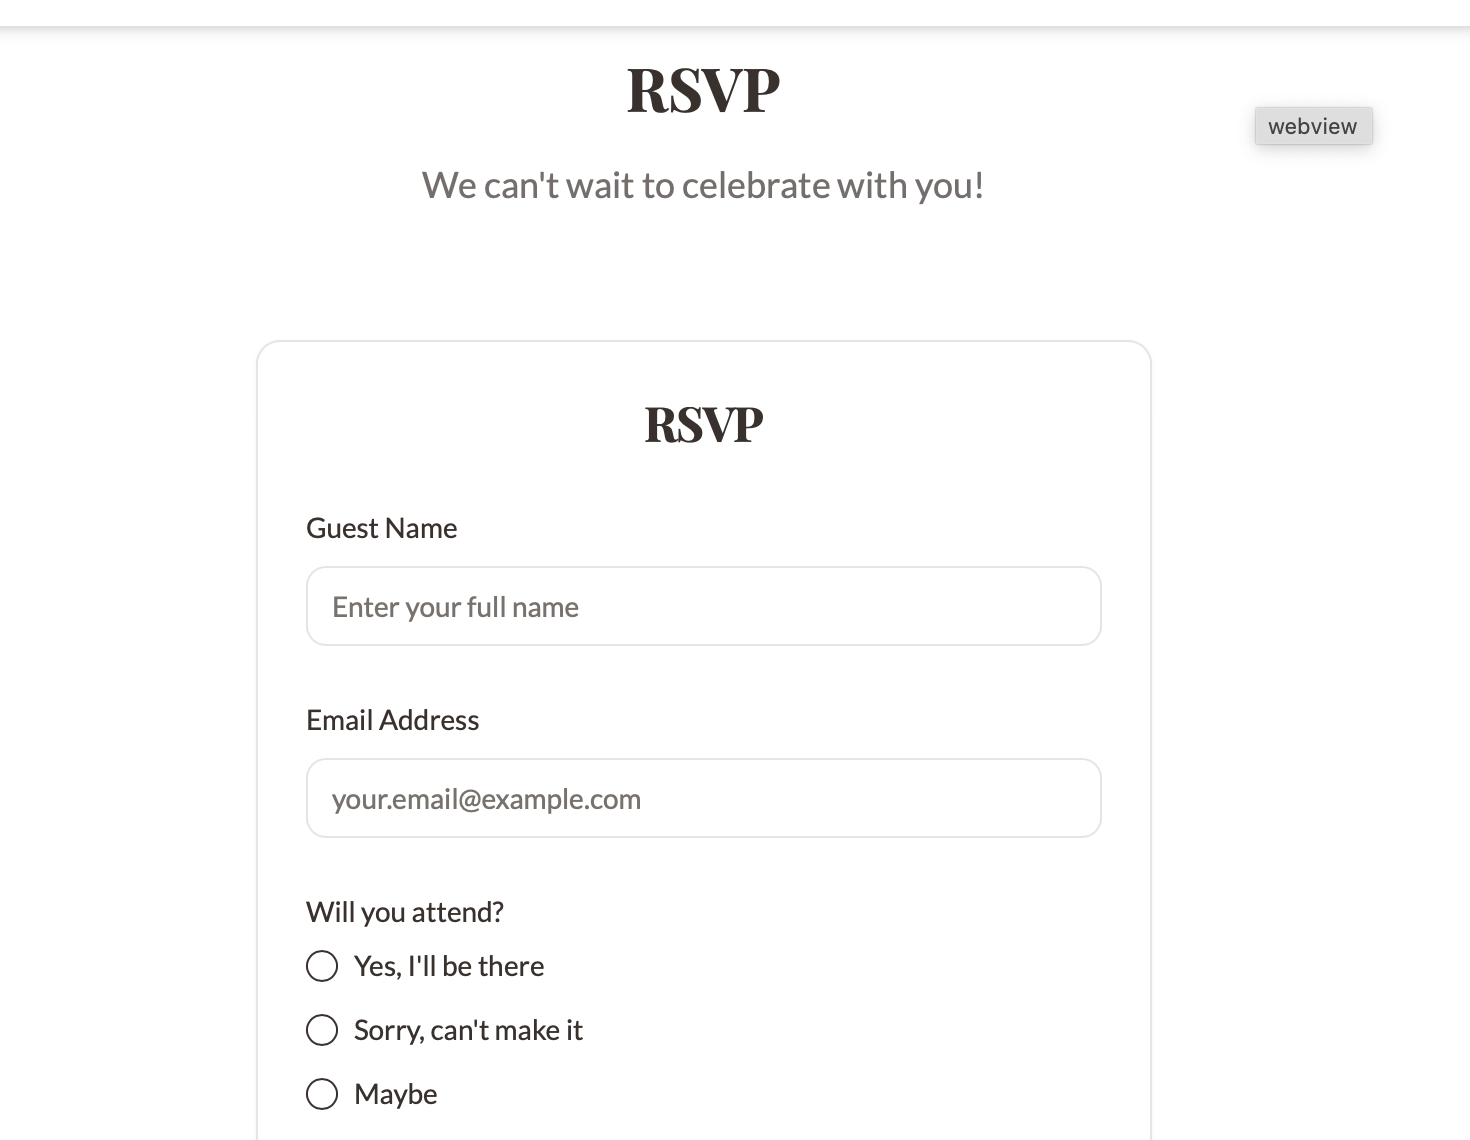 RSVP
webview
We can't wait to celebrate with you!
RSVP
Guest Name
Enter your full name
Email Address
your.email@example.com
Will you attend?
Yes, I'll be there
Sorry, can't make it
Maybe